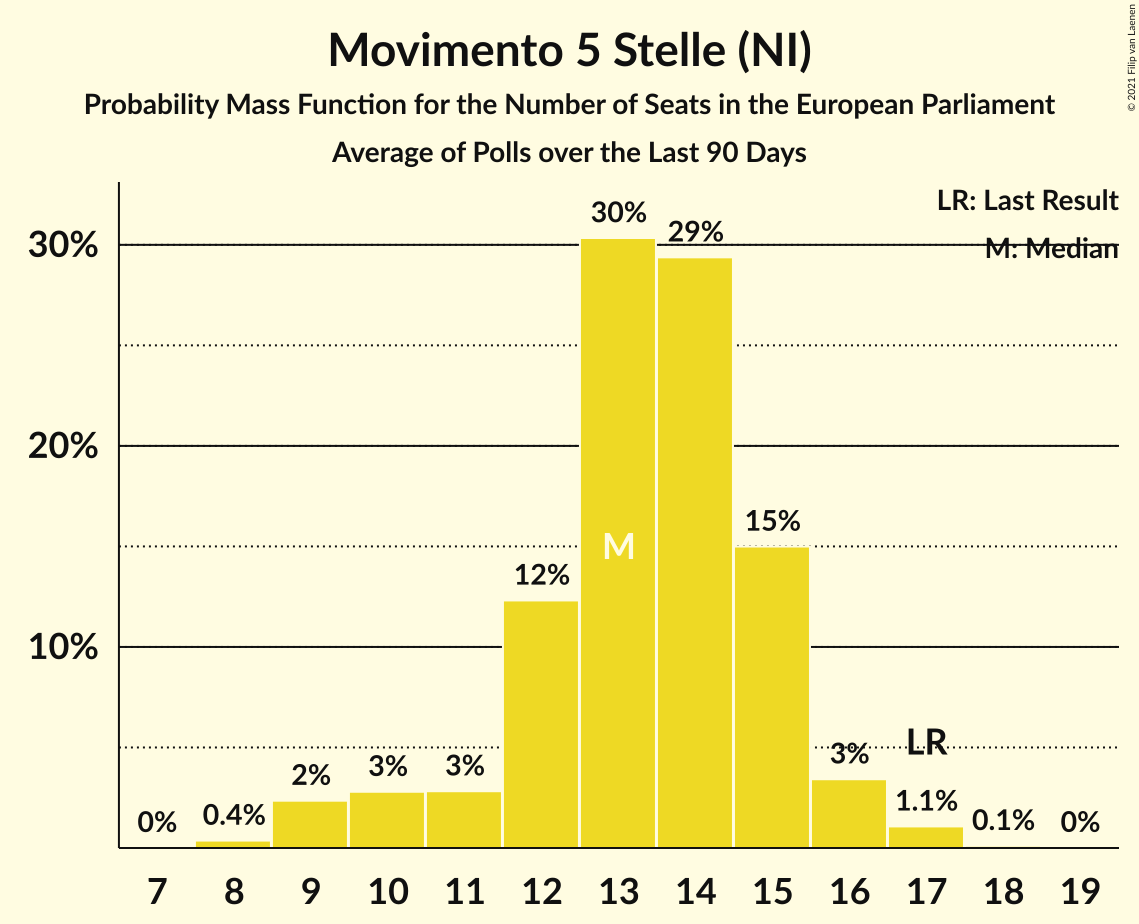 Movimento 5 Stelle (NI)
Probability Mass Function for the Number of Seats in the European Parliament
Average of Polls over the Last 90 Days
© 2021 Filip van Laenen
LR: Last Result
M: Median
30%
20%
10%
0%
0.4%
2%
3%
3%
12%
30%
M
29%
15%
3%
LR
1.1%
0.1%
0%
7 8 9 10 11 12 13 14 15 16 17 18 19